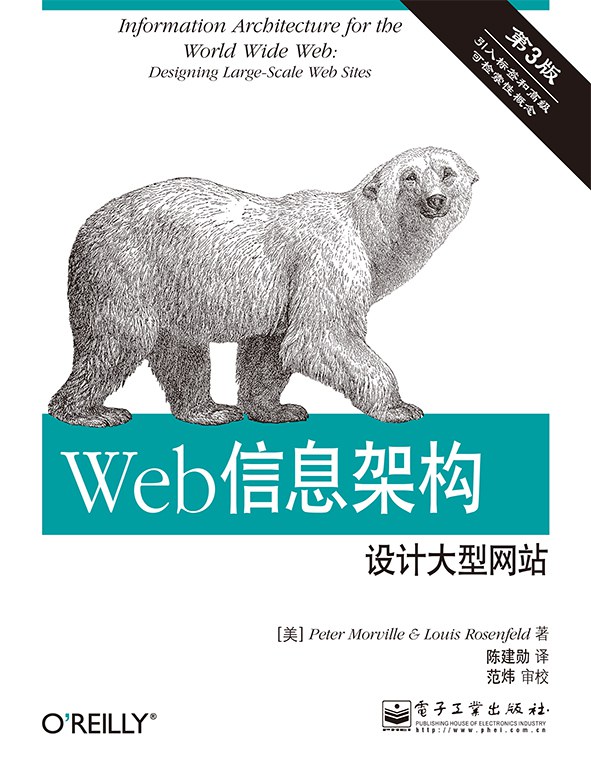 Information Architecture for the
World Wide Web:
Designing Large-Scale Web Sites
第3版
引入标签和高级
可检索性概念
Web信息架构
设计大型网站
[美] Peter Morville & Louis Rosenfeld 著
陈建勋 译
范炜 审校
O'REILLY®
電子工業出版社
PUBLISHING HOUSE OF ELECTRONICS INDUSTRY
http://www.phei.com.cn